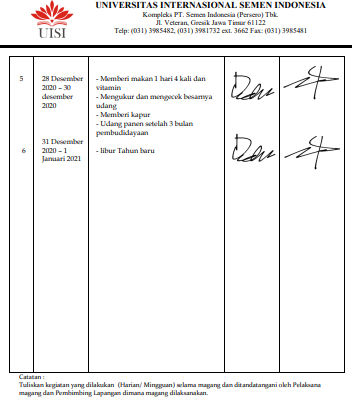 UNIVERSITAS INTERNASIONAL SEMEN INDONESIA
Kompleks PT. Semen Indonesia (Persero) Tbk.
Jl. Veteran, Gresik Jawa Timur 61122
Telp: (031) 3985482, (031) 3981732 ext. 3662 Fax: (031) 3985481
UISI
5
28 Desember
2020 – 30
desember
2020
- Memberi makan 1 hari 4 kali dan
vitamin
- Mengukur dan mengecek besarnya
udang
- Memberi kapur
- Udang panen setelah 3 bulan
pembudidayaan
6
31 Desember
2020 – 1
Januari 2021
- libur Tahun baru
Catatan :
Tuliskan kegiatan yang dilakukan (Harian/ Mingguan) selama magang dan ditandatangani oleh Pelaksana
magang dan Pembimbing Lapangan dimana magang dilaksanakan.